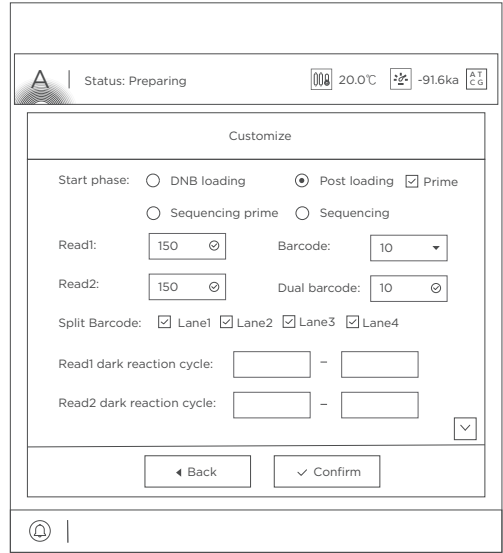 A Status: Preparing 20.0℃ -91.6ka A T C G
Customize
Start phase: DNB loading Post loading Prime
Sequencing prime Sequencing
Read1: 150 Barcode: 10
Read2: 150 Dual barcode: 10
Split Barcode: Lane1 Lane2 Lane3 Lane4
Read1 dark reaction cycle: –
Read2 dark reaction cycle: –
Back Confirm